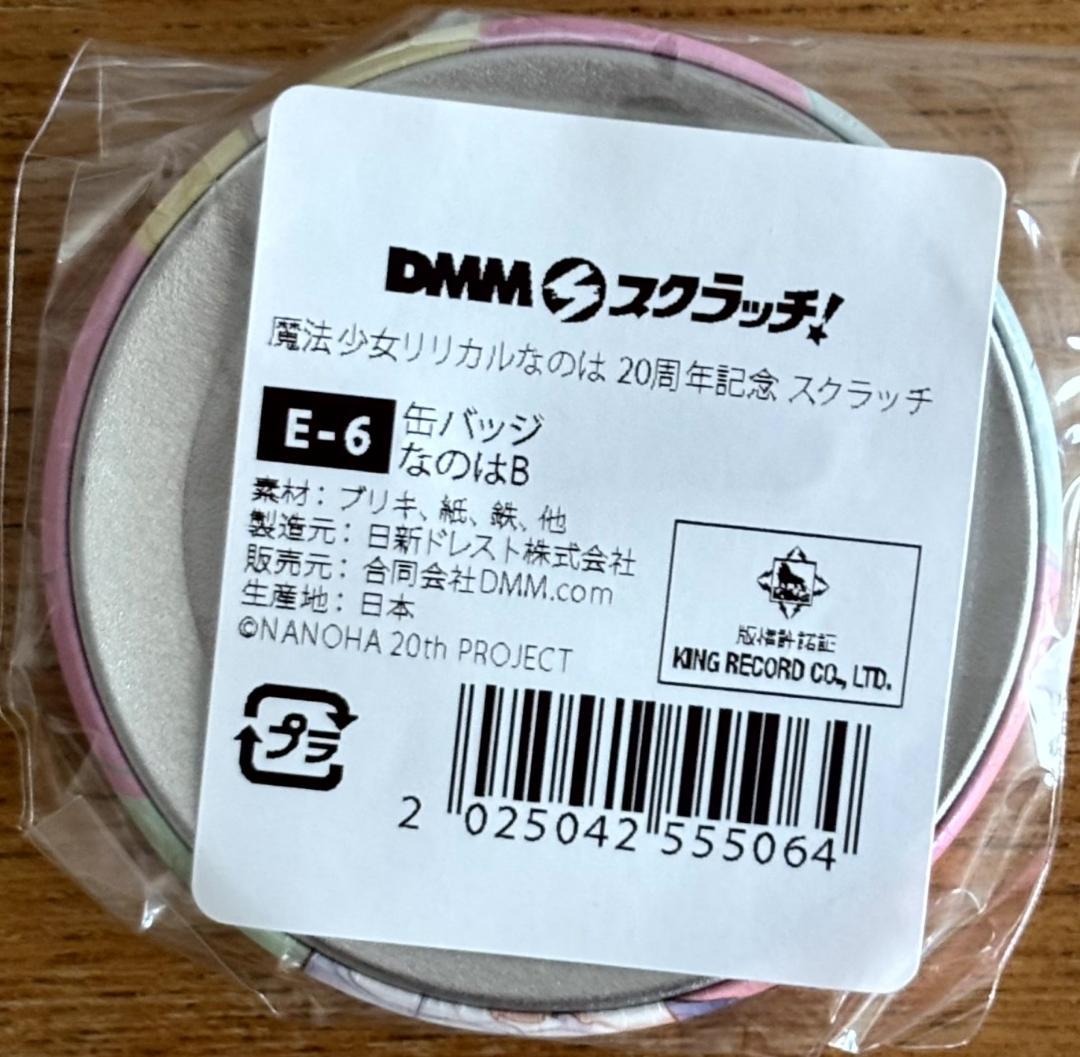 DMM スクラッチ!
魔法少女リリカルなのは 20周年記念 スクラッチ
E-6
缶バッジ
なのはB
素材：ブリキ、紙、鉄、他
製造元：日新ドレスト株式会社
販売元：合同会社DMM.com
生産地：日本
©NANOHA 20th PROJECT
版権許諾証
KING RECORD CO., LTD.
プラ
2 025042 555064